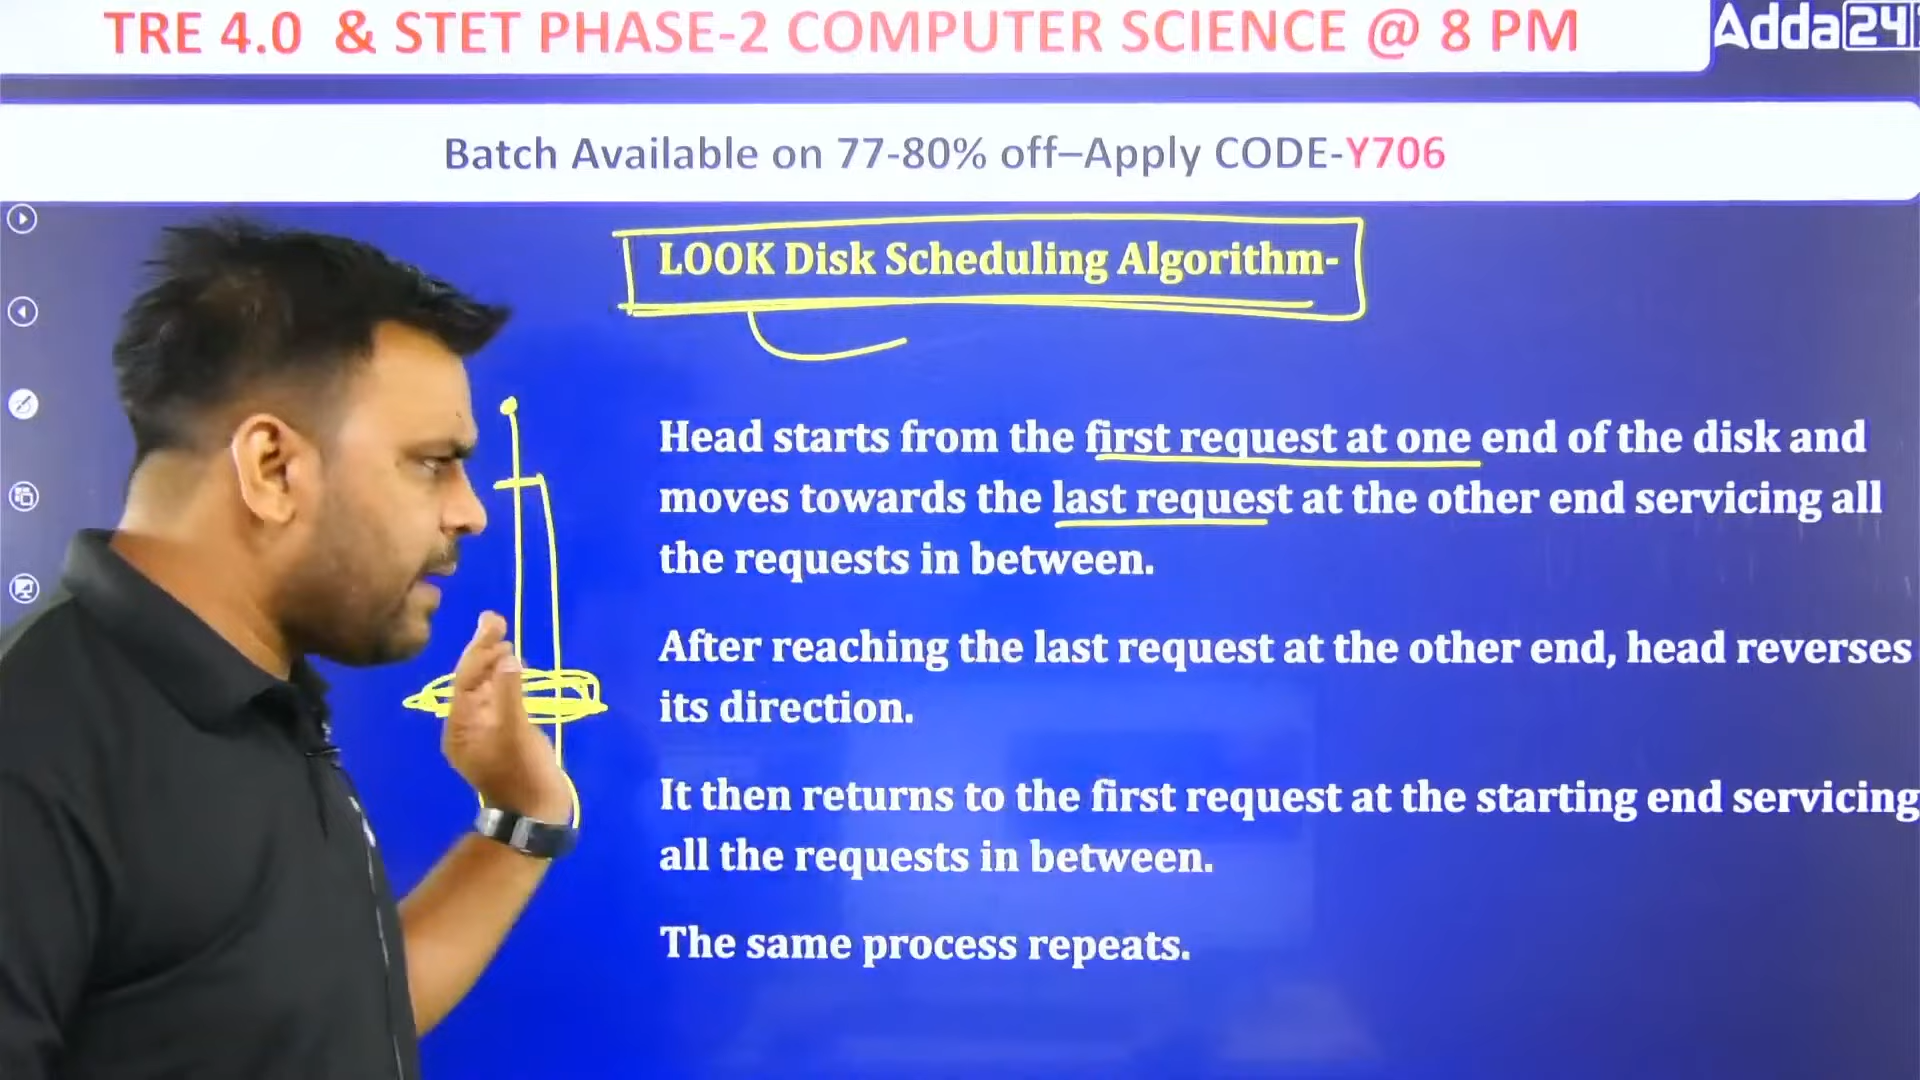 TRE 4.0 & STET PHASE-2 COMPUTER SCIENCE @ 8 PM
Adda24
Batch Available on 77-80% off–Apply CODE-Y706
LOOK Disk Scheduling Algorithm-
Head starts from the first request at one end of the disk and
moves towards the last request at the other end servicing all
the requests in between.
After reaching the last request at the other end, head reverses
its direction.
It then returns to the first request at the starting end servicing
all the requests in between.
The same process repeats.